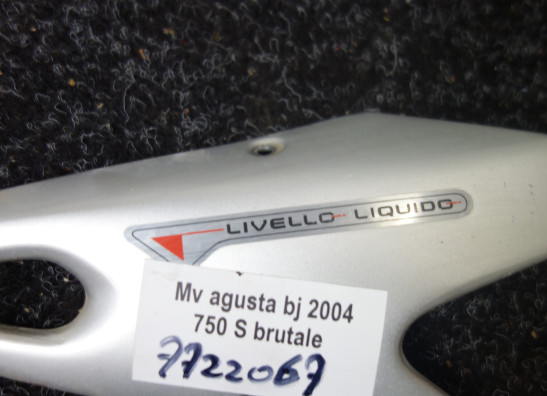 LIVELLO LIQUIDO
Mv agusta bj 2004
750 S brutale
7722067